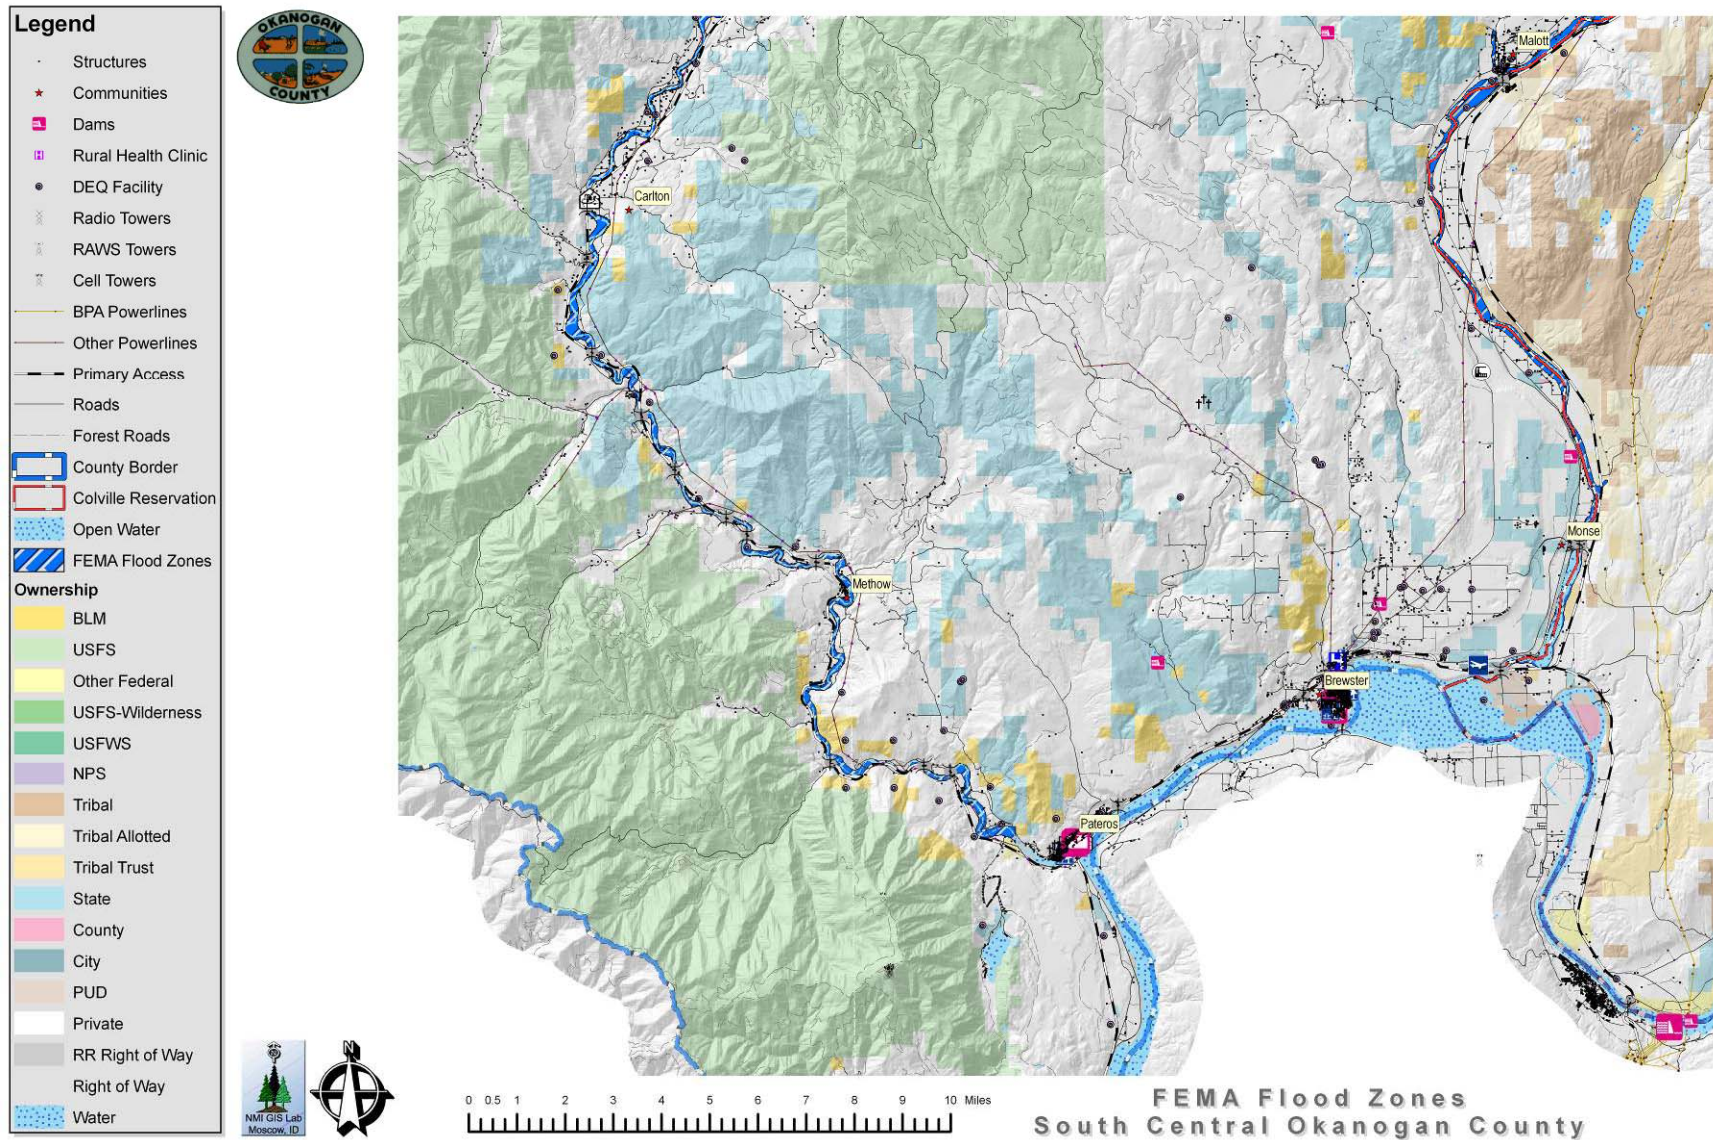 Legend
Structures
Communities
Dams
Rural Health Clinic
DEQ Facility
Radio Towers
RAWS Towers
Cell Towers
BPA Powerlines
Other Powerlines
Primary Access
Roads
Forest Roads
County Border
Colville Reservation
Open Water
FEMA Flood Zones
Ownership
BLM
USFS
Other Federal
USFS-Wilderness
USFWS
NPS
Tribal
Tribal Allotted
Tribal Trust
State
County
City
PUD
Private
RR Right of Way
Right of Way
Water
OKANOGAN
COUNTY
Malott
Carlton
Monse
Methow
Brewster
Pateros
NMI GIS Lab
Moscow, ID
N
0 0.5 1 2 3 4 5 6 7 8 9 10 Miles
FEMA Flood Zones
South Central Okanogan County